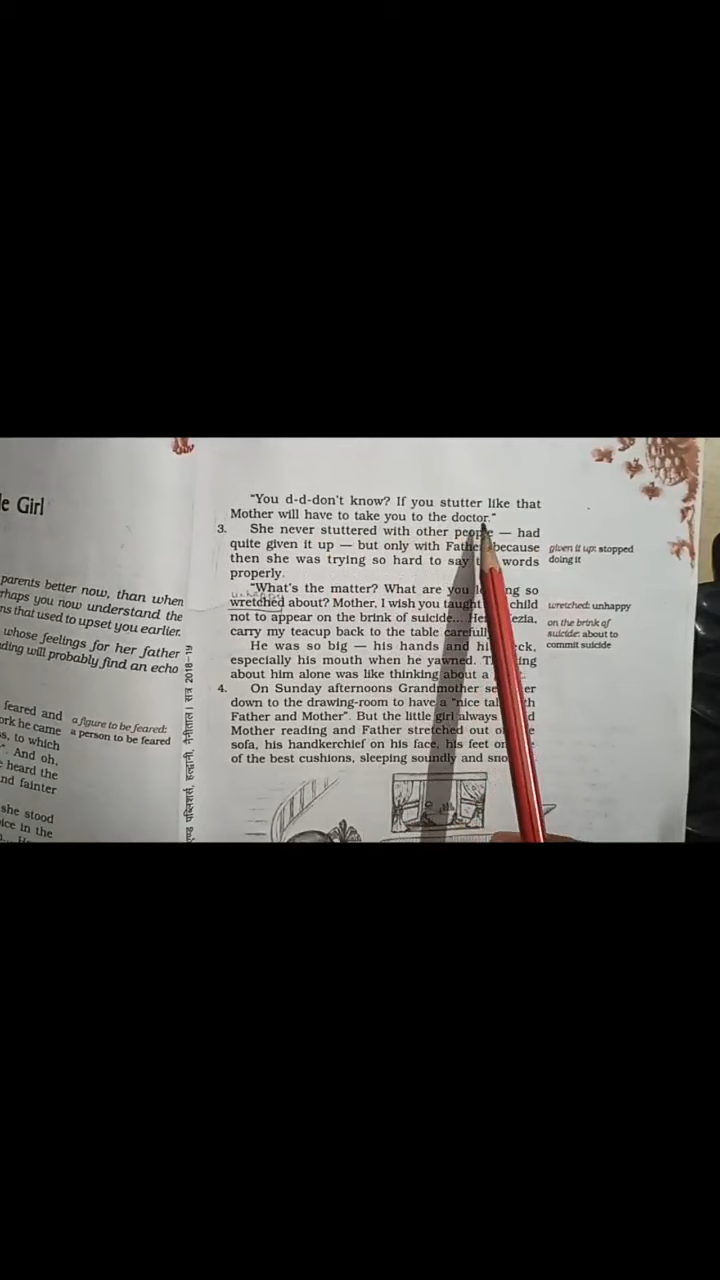 e Girl
parents better now, than when
rhaps you now understand the
ns that used to upset you earlier.
whose feelings for her father
ding will probably find an echo
feared and
ork he came
s, to which
". And oh,
e heard the
nd fainter
she stood
ice in the
a figure to be feared:
a person to be feared
नैनीताल। सत्र 2018–19
"You d-d-don't know? If you stutter like that
Mother will have to take you to the doctor."
3. She never stuttered with other people — had
quite given it up — but only with Father because
then she was trying so hard to say words
properly.
"What's the matter? What are you so
unhappy
wretched about? Mother, I wish you taught child
not to appear on the brink of suicide... ezia,
carry my teacup back to the table carefully
He was so big — his hands and ck,
especially his mouth when he yawned. ing
about him alone was like thinking about a
4. On Sunday afternoons Grandmother er
down to the drawing-room to have a "nice h
Father and Mother". But the little girl always d
Mother reading and Father stretched out e
sofa, his handkerchief on his face, his feet on
of the best cushions, sleeping soundly and
given it up: stopped
doing it
wretched: unhappy
on the brink of
suicide: about to
commit suicide